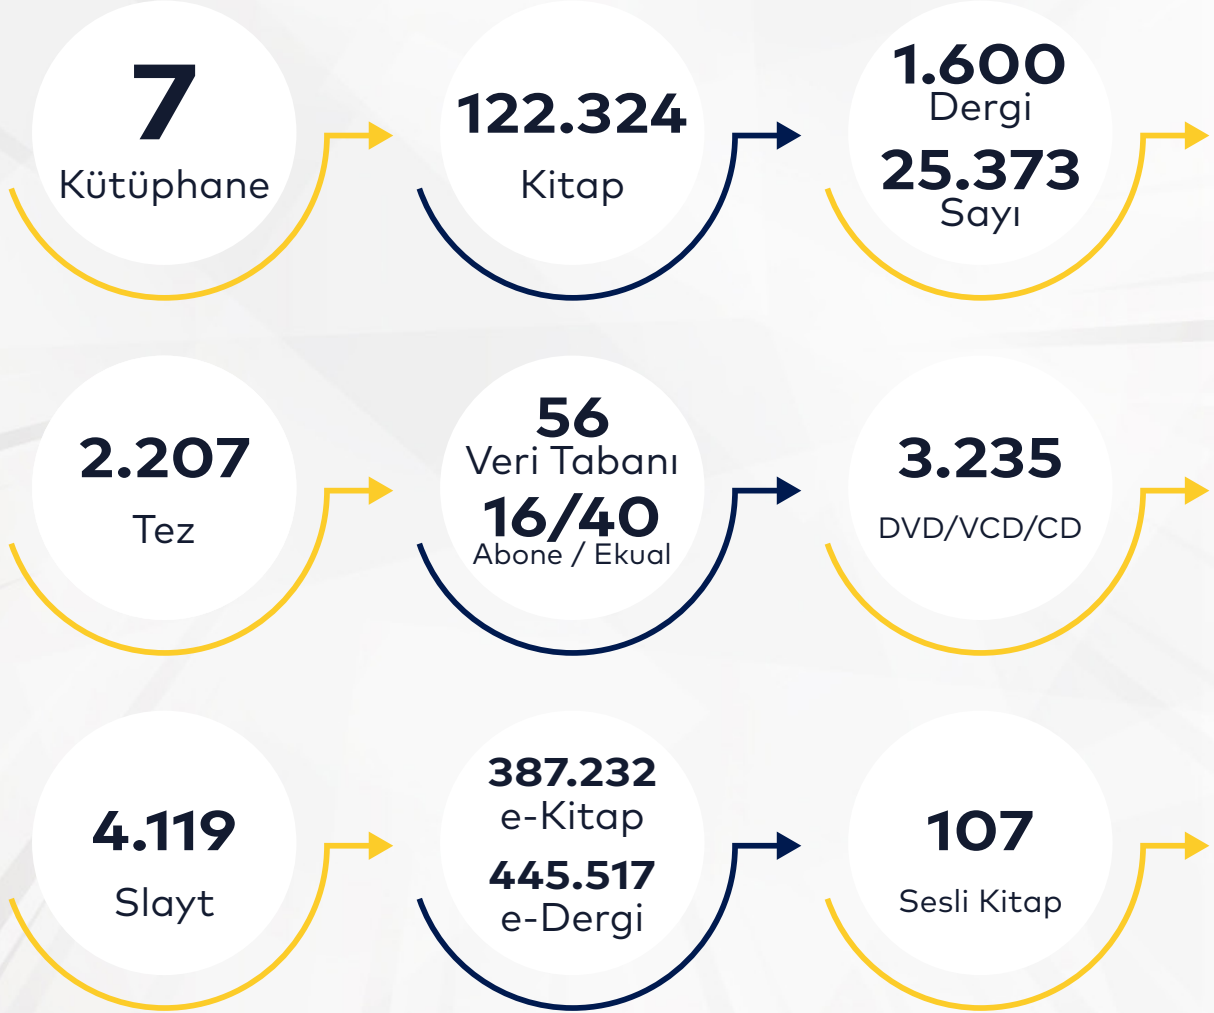 7
Kütüphane
122.324
Kitap
1.600
Dergi
25.373
Sayı
2.207
Tez
56
Veri Tabanı
16/40
Abone / Ekual
3.235
DVD/VCD/CD
4.119
Slayt
387.232
e-Kitap
445.517
e-Dergi
107
Sesli Kitap